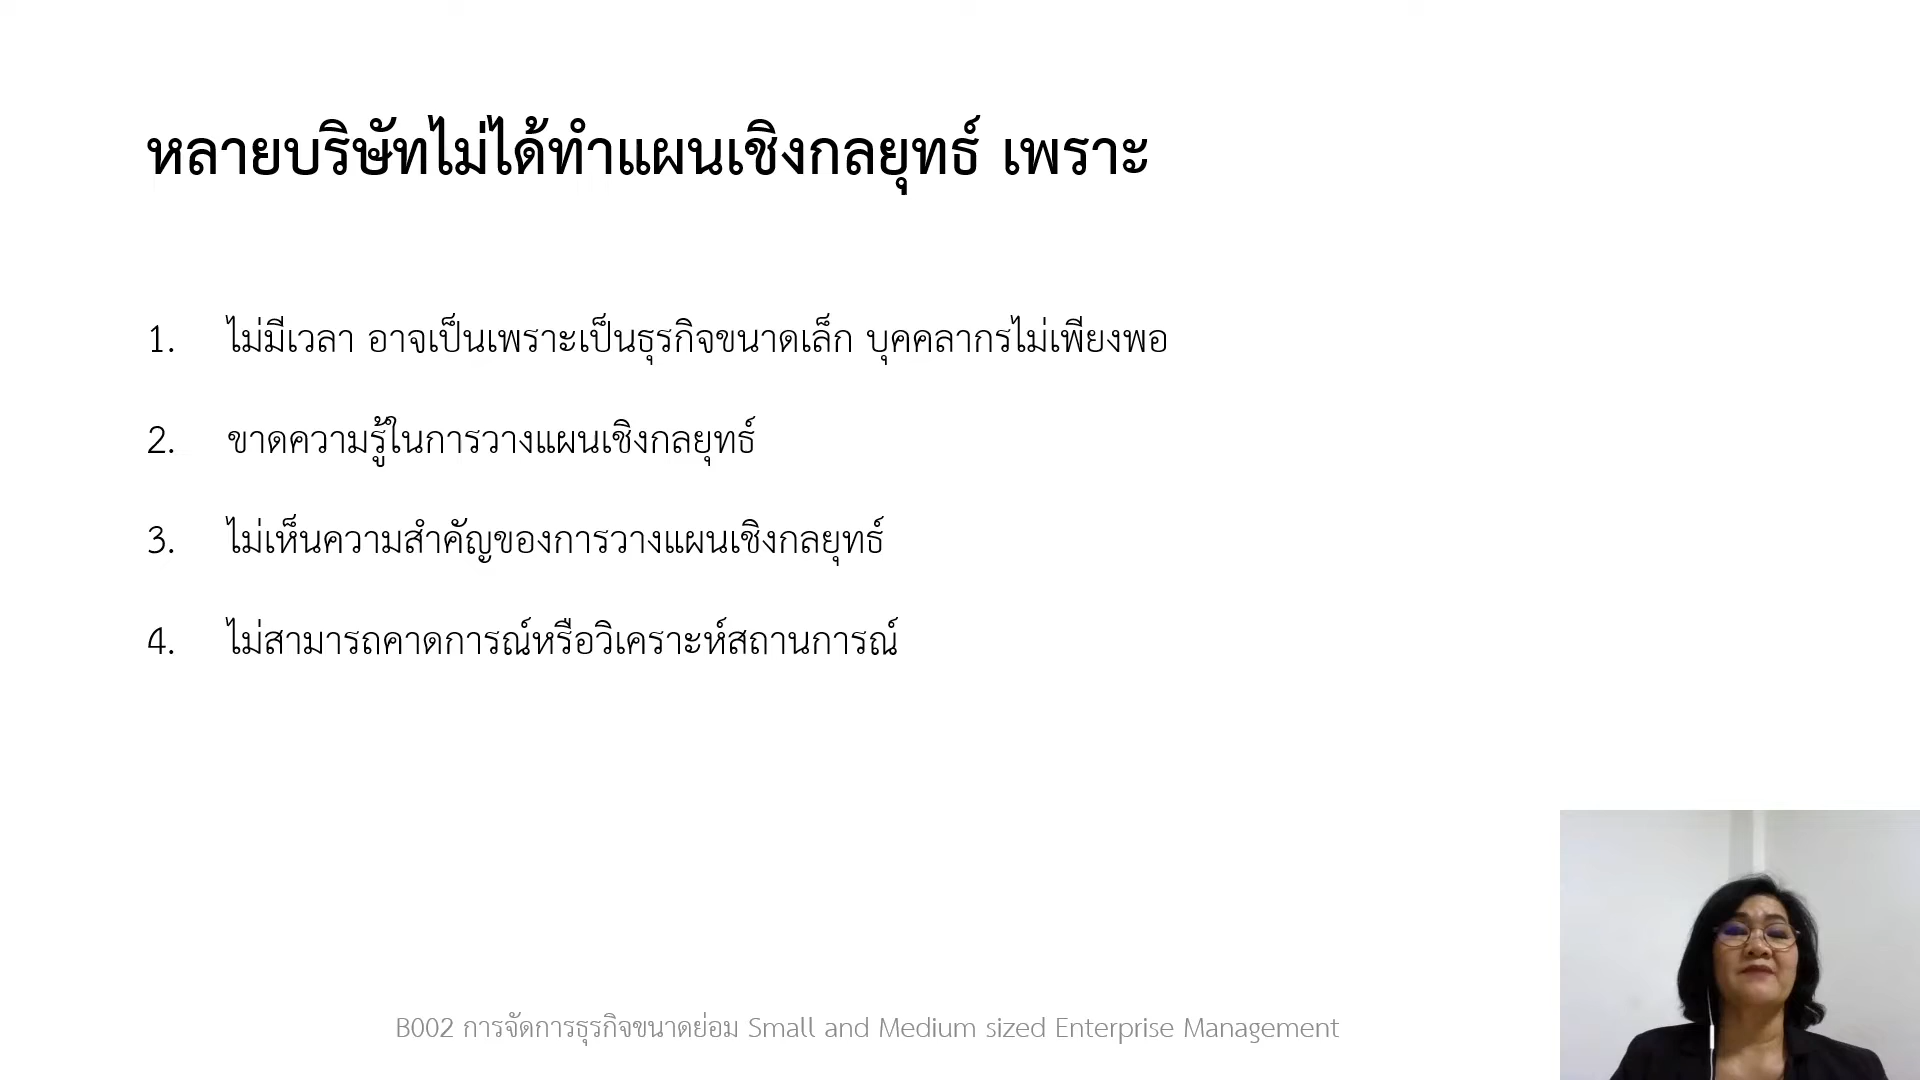 หลายบริษัทไม่ได้ทำแผนเชิงกลยุทธ์ เพราะ
1. ไม่มีเวลา อาจเป็นเพราะเป็นธุรกิจขนาดเล็ก บุคคลากรไม่เพียงพอ
2. ขาดความรู้ในการวางแผนเชิงกลยุทธ์
3. ไม่เห็นความสำคัญของการวางแผนเชิงกลยุทธ์
4. ไม่สามารถคาดการณ์หรือวิเคราะห์สถานการณ์
B002 การจัดการธุรกิจขนาดย่อม Small and Medium sized Enterprise Management